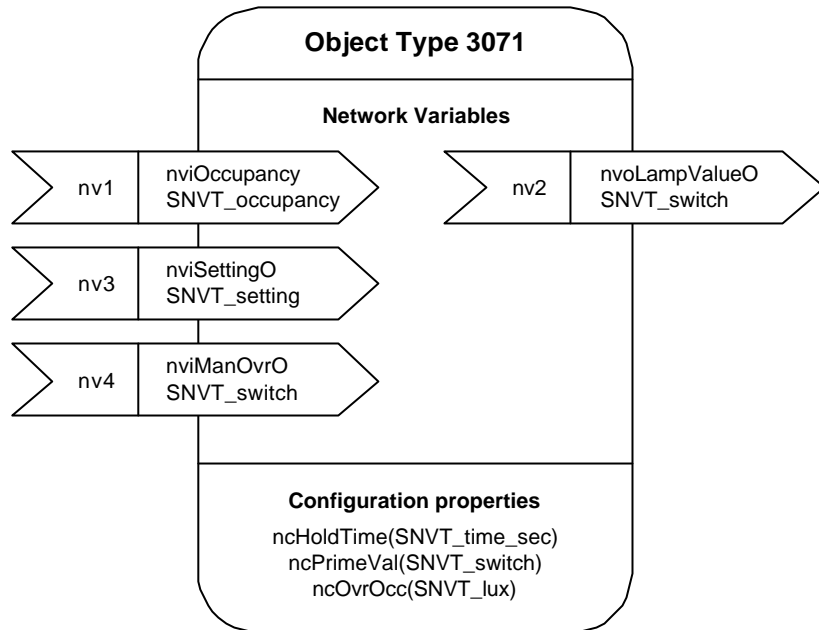 Object Type 3071
Network Variables
nv1
nviOccupancy
SNVT_occupancy
nv2
nvoLampValueO
SNVT_switch
nv3
nviSettingO
SNVT_setting
nv4
nviManOvrO
SNVT_switch
Configuration properties
ncHoldTime(SNVT_time_sec)
ncPrimeVal(SNVT_switch)
ncOvrOcc(SNVT_lux)